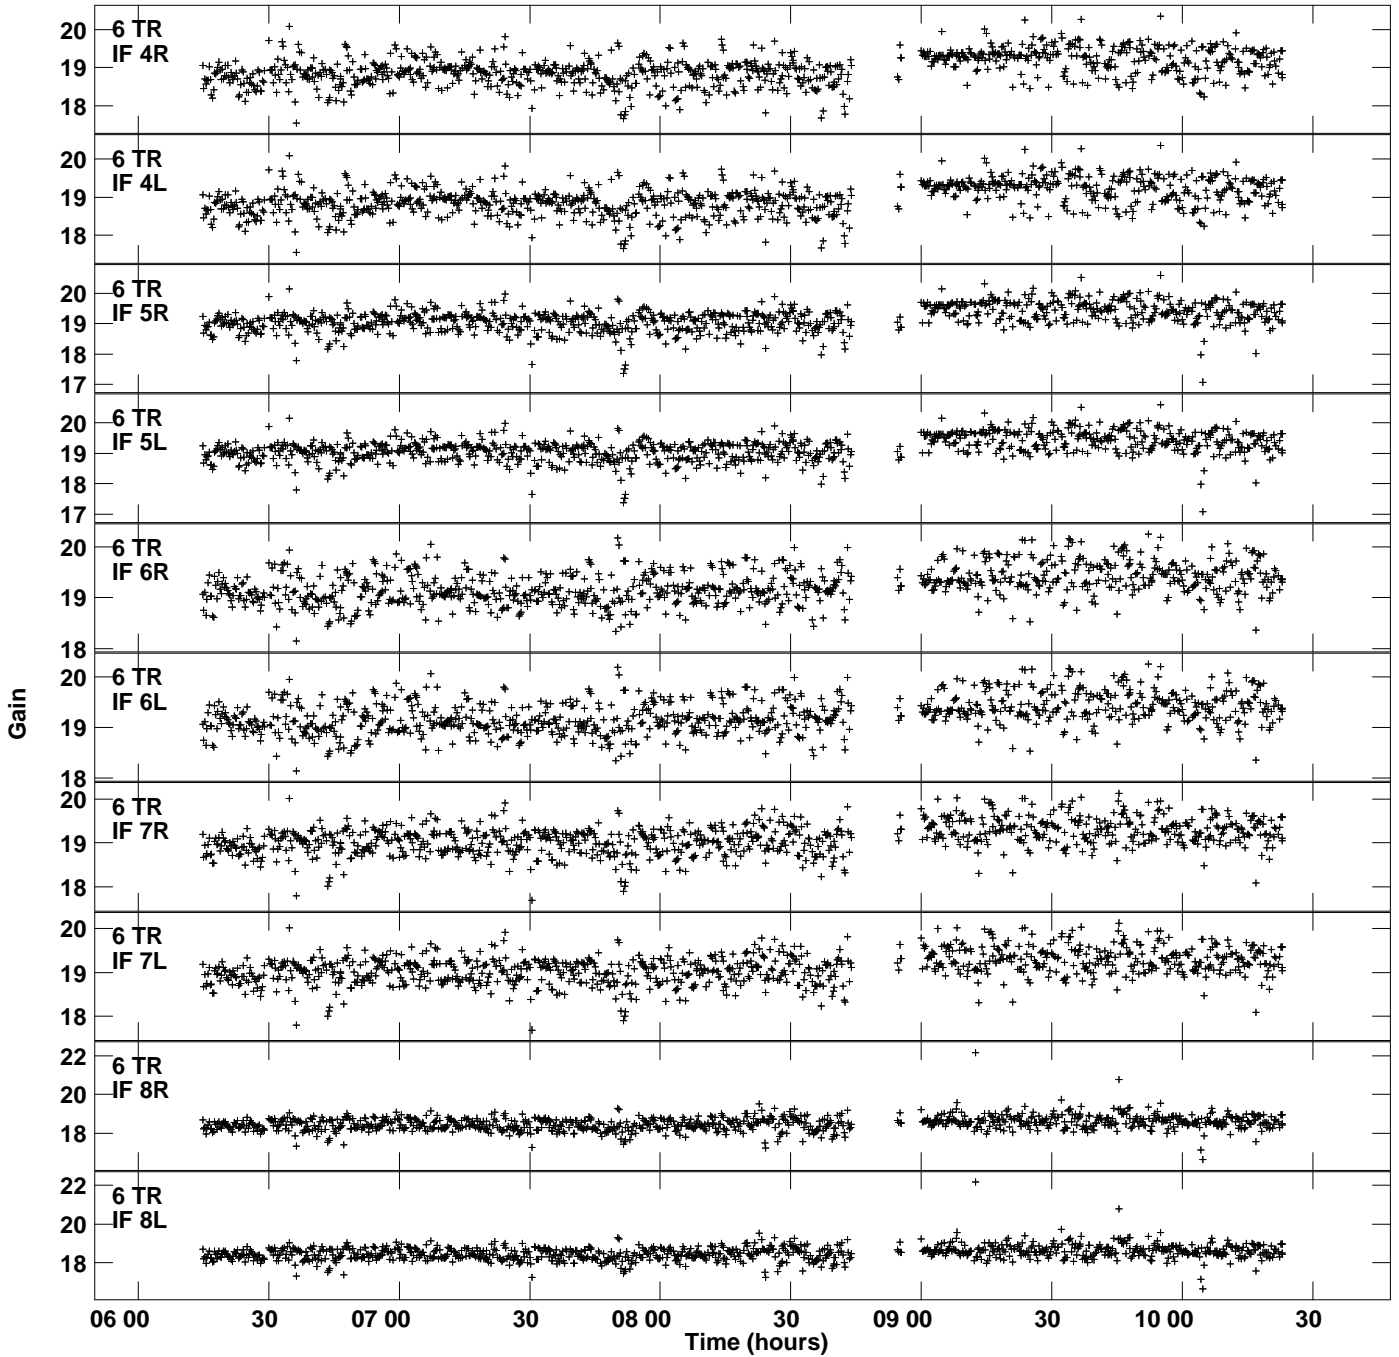 20
6 TR
19
IF 4R
18
20
6 TR
19
IF 4L
18
20
6 TR
19
IF 5R
18
17
20
6 TR
19
IF 5L
18
17
20
6 TR
IF 6R
19
18
20
6 TR
IF 6L
19
18
20
6 TR
IF 7R
19
18
20
6 TR
IF 7L
19
18
22
6 TR
20
IF 8R
18
22
6 TR
20
IF 8L
18
Gain
06 00 30 07 00 30 08 00 30 09 00 30 10 00 30
Time (hours)